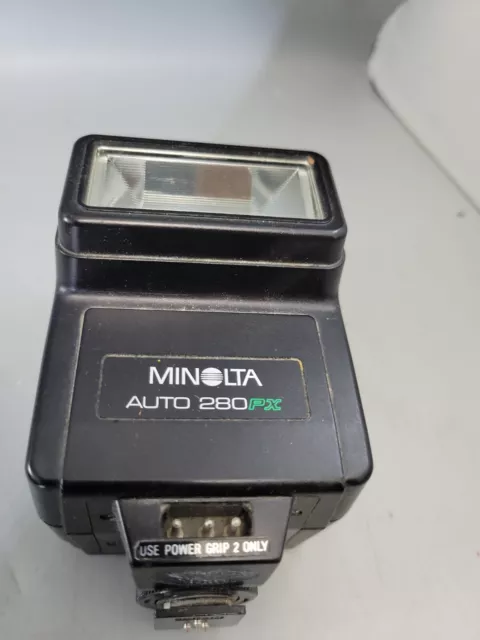 MINOLTA
AUTO 280PX
USE POWER GRIP 2 ONLY